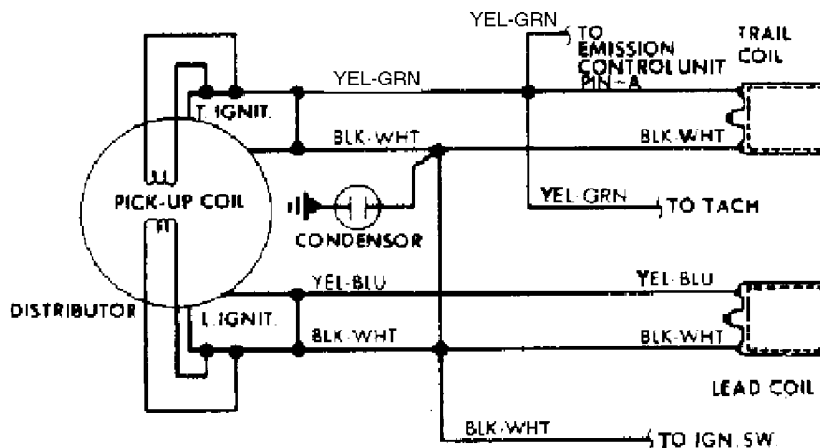 YEL-GRN
TO
EMISSION
CONTROL UNIT
PIN-A
TRAIL
COIL
YEL-GRN
T. IGNIT.
BLK-WHT
BLK-WHT
PICK-UP COIL
CONDENSOR
YEL-GRN
TO TACH
DISTRIBUTOR
YEL-BLU
YEL-BLU
L. IGNIT.
BLK-WHT
BLK-WHT
LEAD COIL
BLK-WHT
TO IGN. SW.